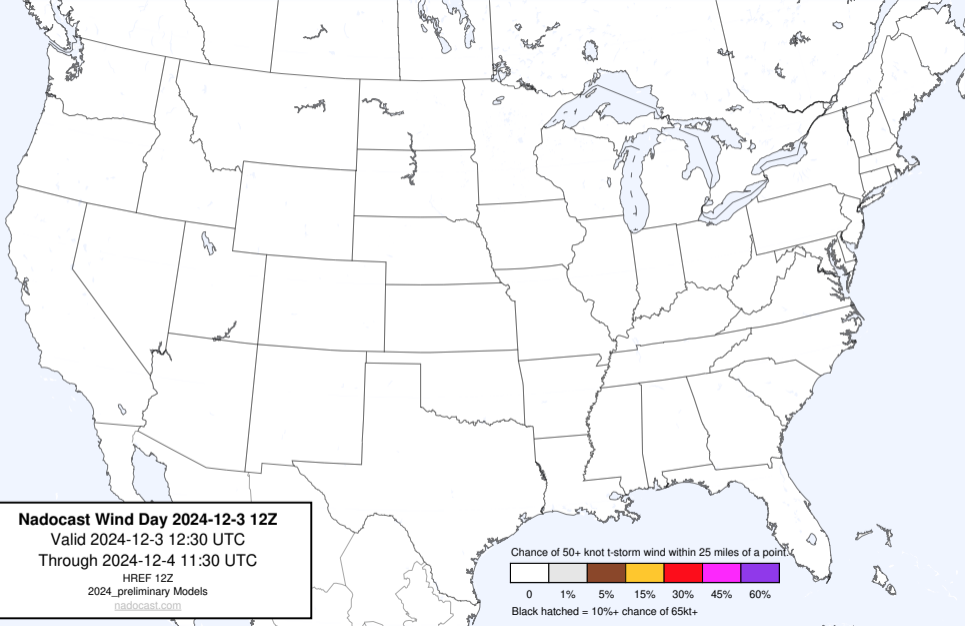 Nadocast Wind Day 2024-12-3 12Z
Valid 2024-12-3 12:30 UTC
Through 2024-12-4 11:30 UTC
HREF 12Z
2024_preliminary Models
nadocast.com
Chance of 50+ knot t-storm wind within 25 miles of a point.
0 1% 5% 15% 30% 45% 60%
Black hatched = 10%+ chance of 65kt+